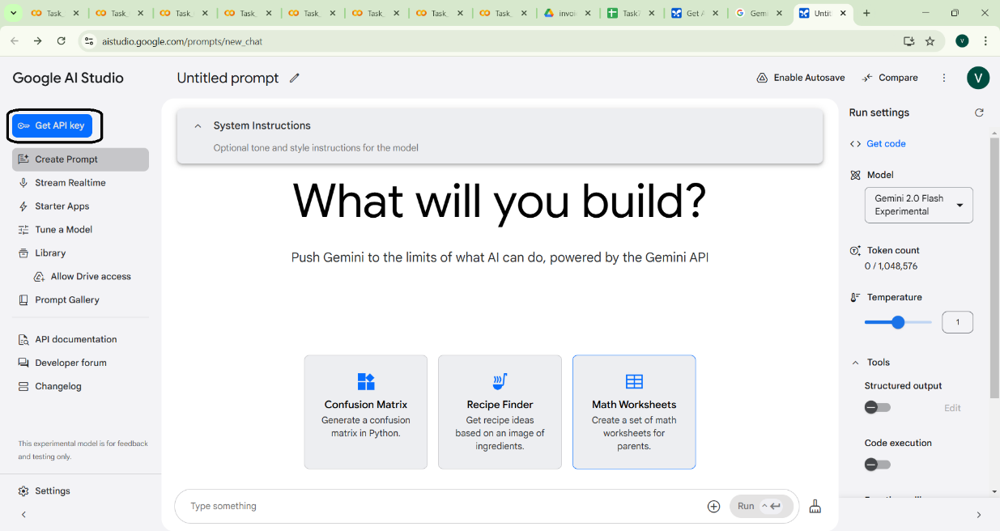 Task_
Task_
Task_
Task_
Task_
Task_
Task_
Task_
invoi
Task
Get A
Gemi
Untit
aistudio.google.com/prompts/new_chat
V
Google AI Studio
Untitled prompt
Enable Autosave
Compare
V
Get API key
Create Prompt
Stream Realtime
Starter Apps
Tune a Model
Library
Allow Drive access
Prompt Gallery
API documentation
Developer forum
Changelog
This experimental model is for feedback
and testing only.
Settings
System Instructions
Optional tone and style instructions for the model
What will you build?
Push Gemini to the limits of what AI can do, powered by the Gemini API
Confusion Matrix
Generate a confusion
matrix in Python.
Recipe Finder
Get recipe ideas
based on an image of
ingredients.
Math Worksheets
Create a set of math
worksheets for
parents.
Type something
Run
Run settings
Get code
Model
Gemini 2.0 Flash
Experimental
Token count
0 / 1,048,576
Temperature
1
Tools
Structured output
Edit
Code execution